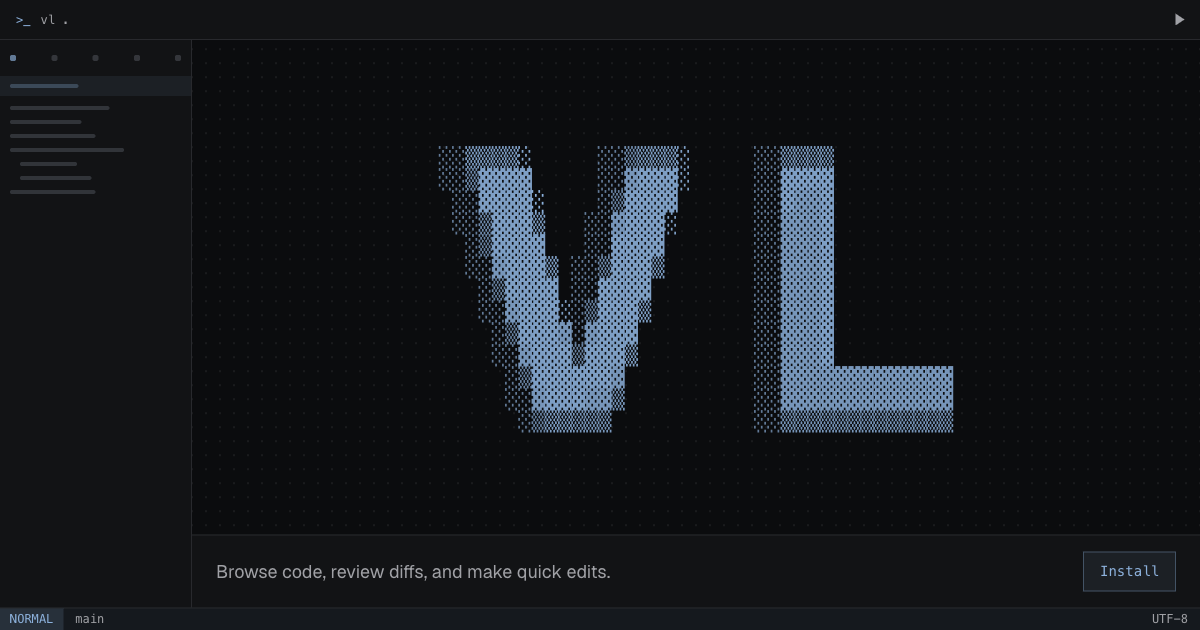 >_ vl .
VL
Browse code, review diffs, and make quick edits.
Install
NORMAL main UTF-8